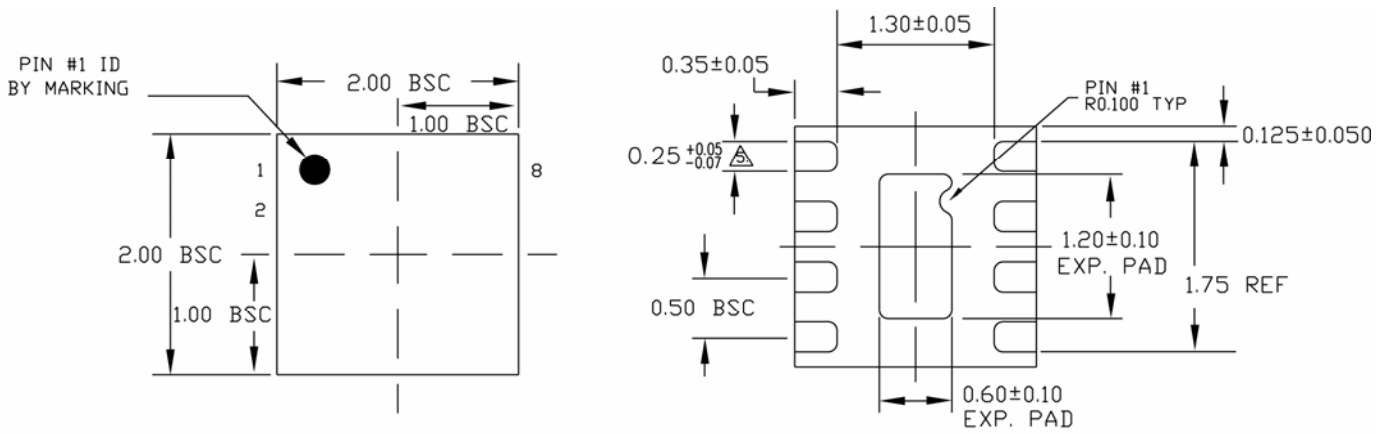 PIN #1 ID
BY MARKING
2.00 BSC
1.00 BSC
1
2
8
2.00 BSC
1.00 BSC
1.30±0.05
0.35±0.05
PIN #1
R0.100 TYP
0.125±0.050
0.25 +0.05 -0.07 5.
1.20±0.10
EXP. PAD
1.75 REF
0.50 BSC
0.60±0.10
EXP. PAD